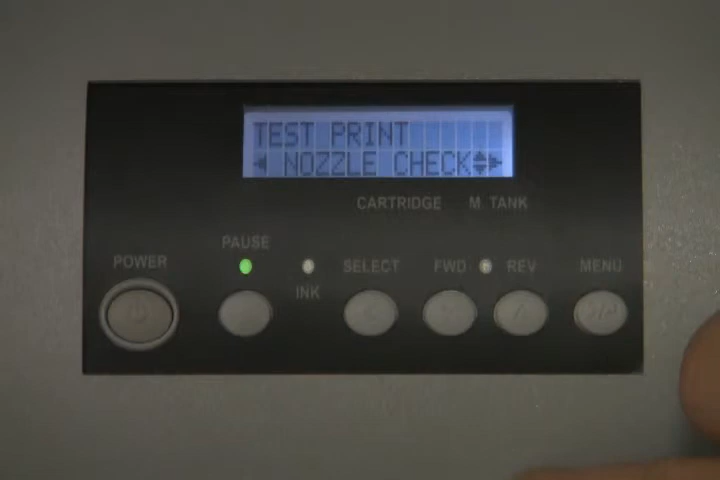 TEST PRINT
NOZZLE CHECK
CARTRIDGE M TANK
PAUSE
POWER
SELECT FWD REV MENU
INK